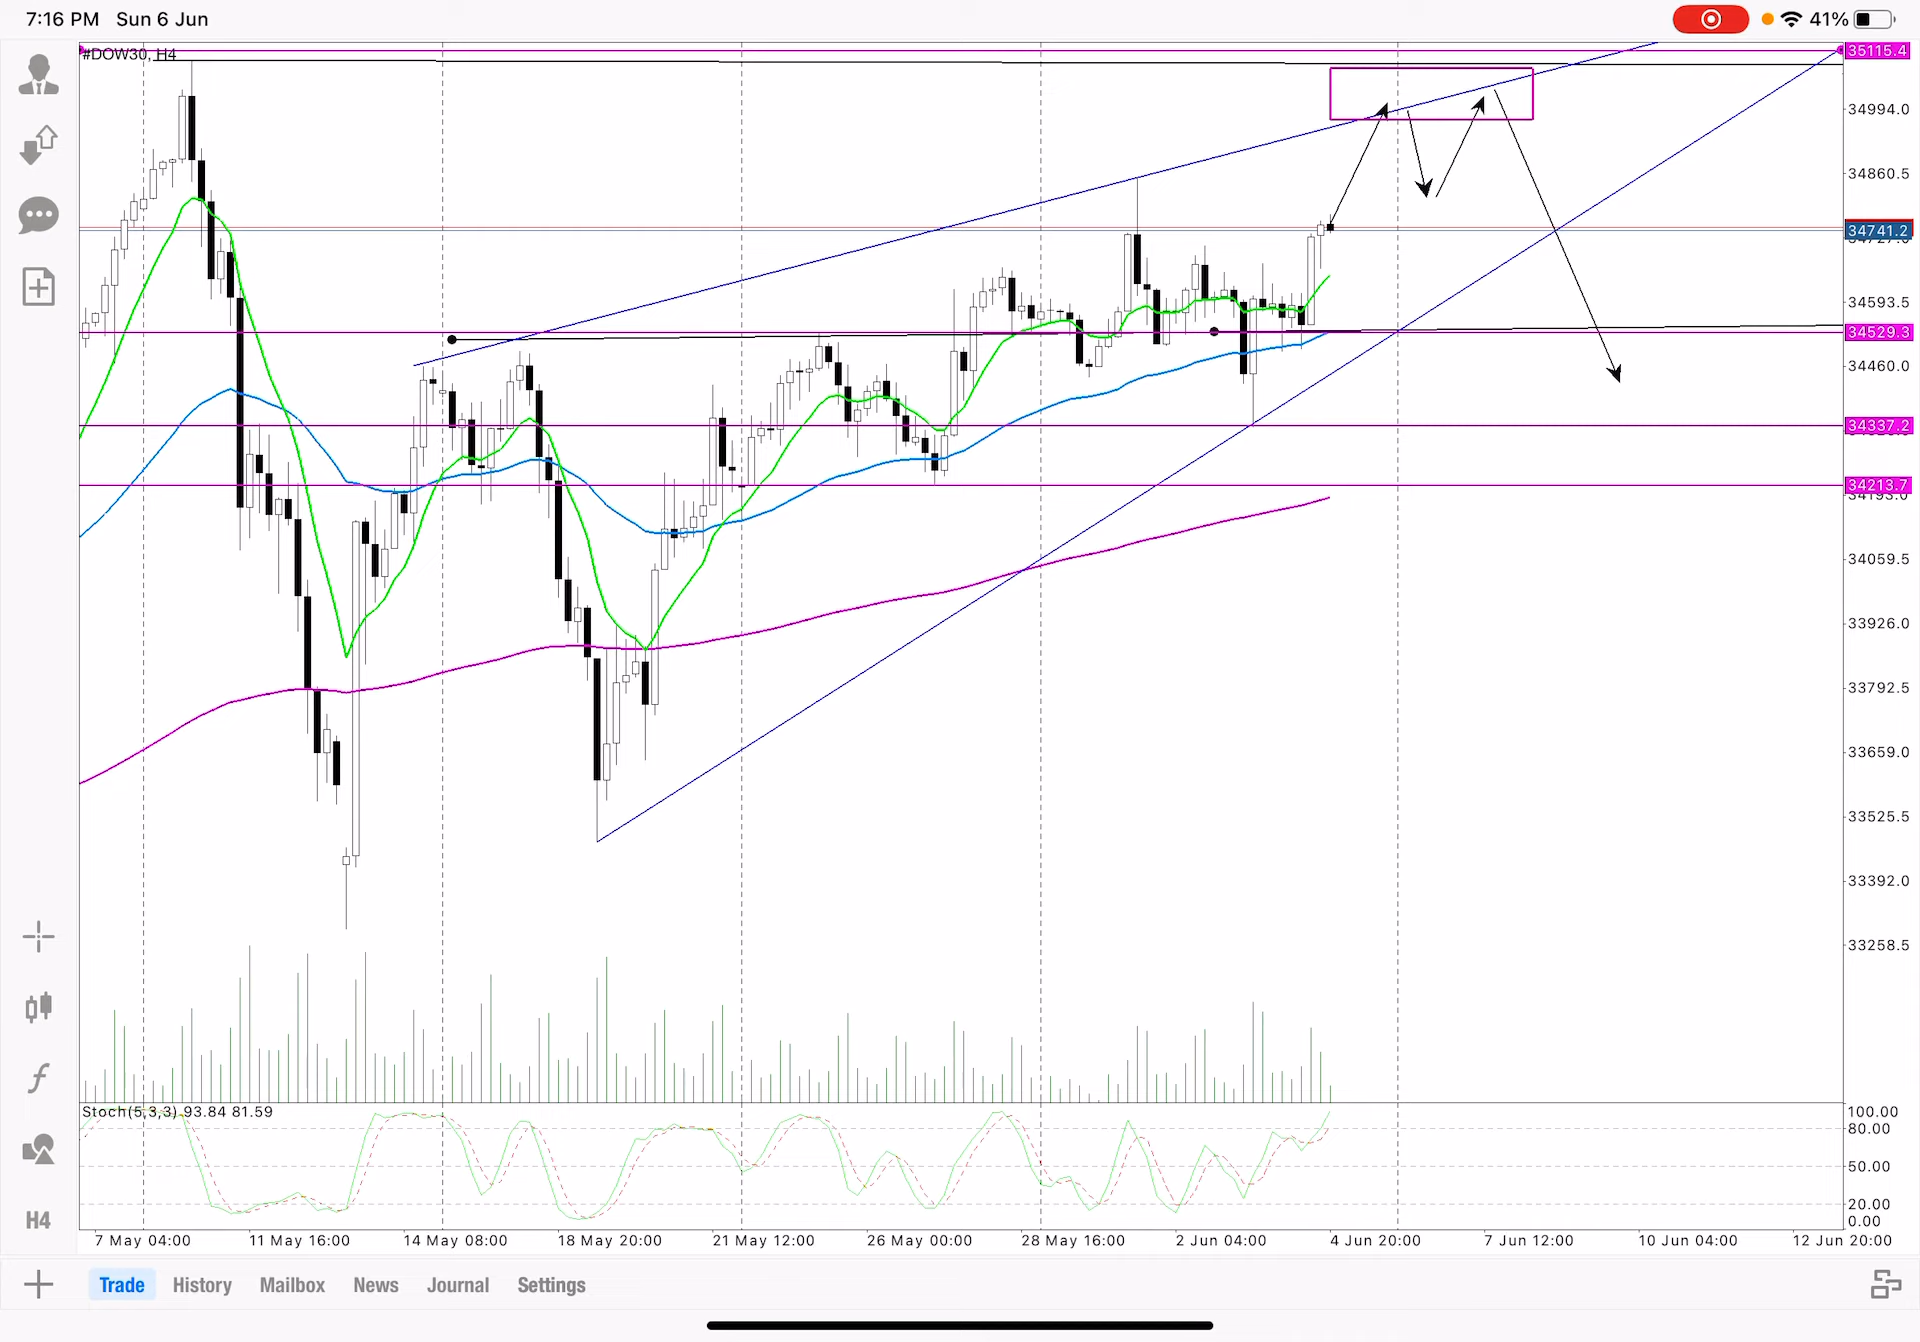 7:16 PM Sun 6 Jun
41%
#DOW30, H4
35115.4
34994.0
34860.5
34741.2
34593.5
34529.3
34460.0
34337.2
34213.7
34193.0
34059.5
33926.0
33792.5
33659.0
33525.5
33392.0
33258.5
Stoch(5,3,3) 93.84 81.59
100.00
80.00
50.00
20.00
0.00
H4
7 May 04:00
11 May 16:00
14 May 08:00
18 May 20:00
21 May 12:00
26 May 00:00
28 May 16:00
2 Jun 04:00
4 Jun 20:00
7 Jun 12:00
10 Jun 04:00
12 Jun 20:00
Trade History Mailbox News Journal Settings